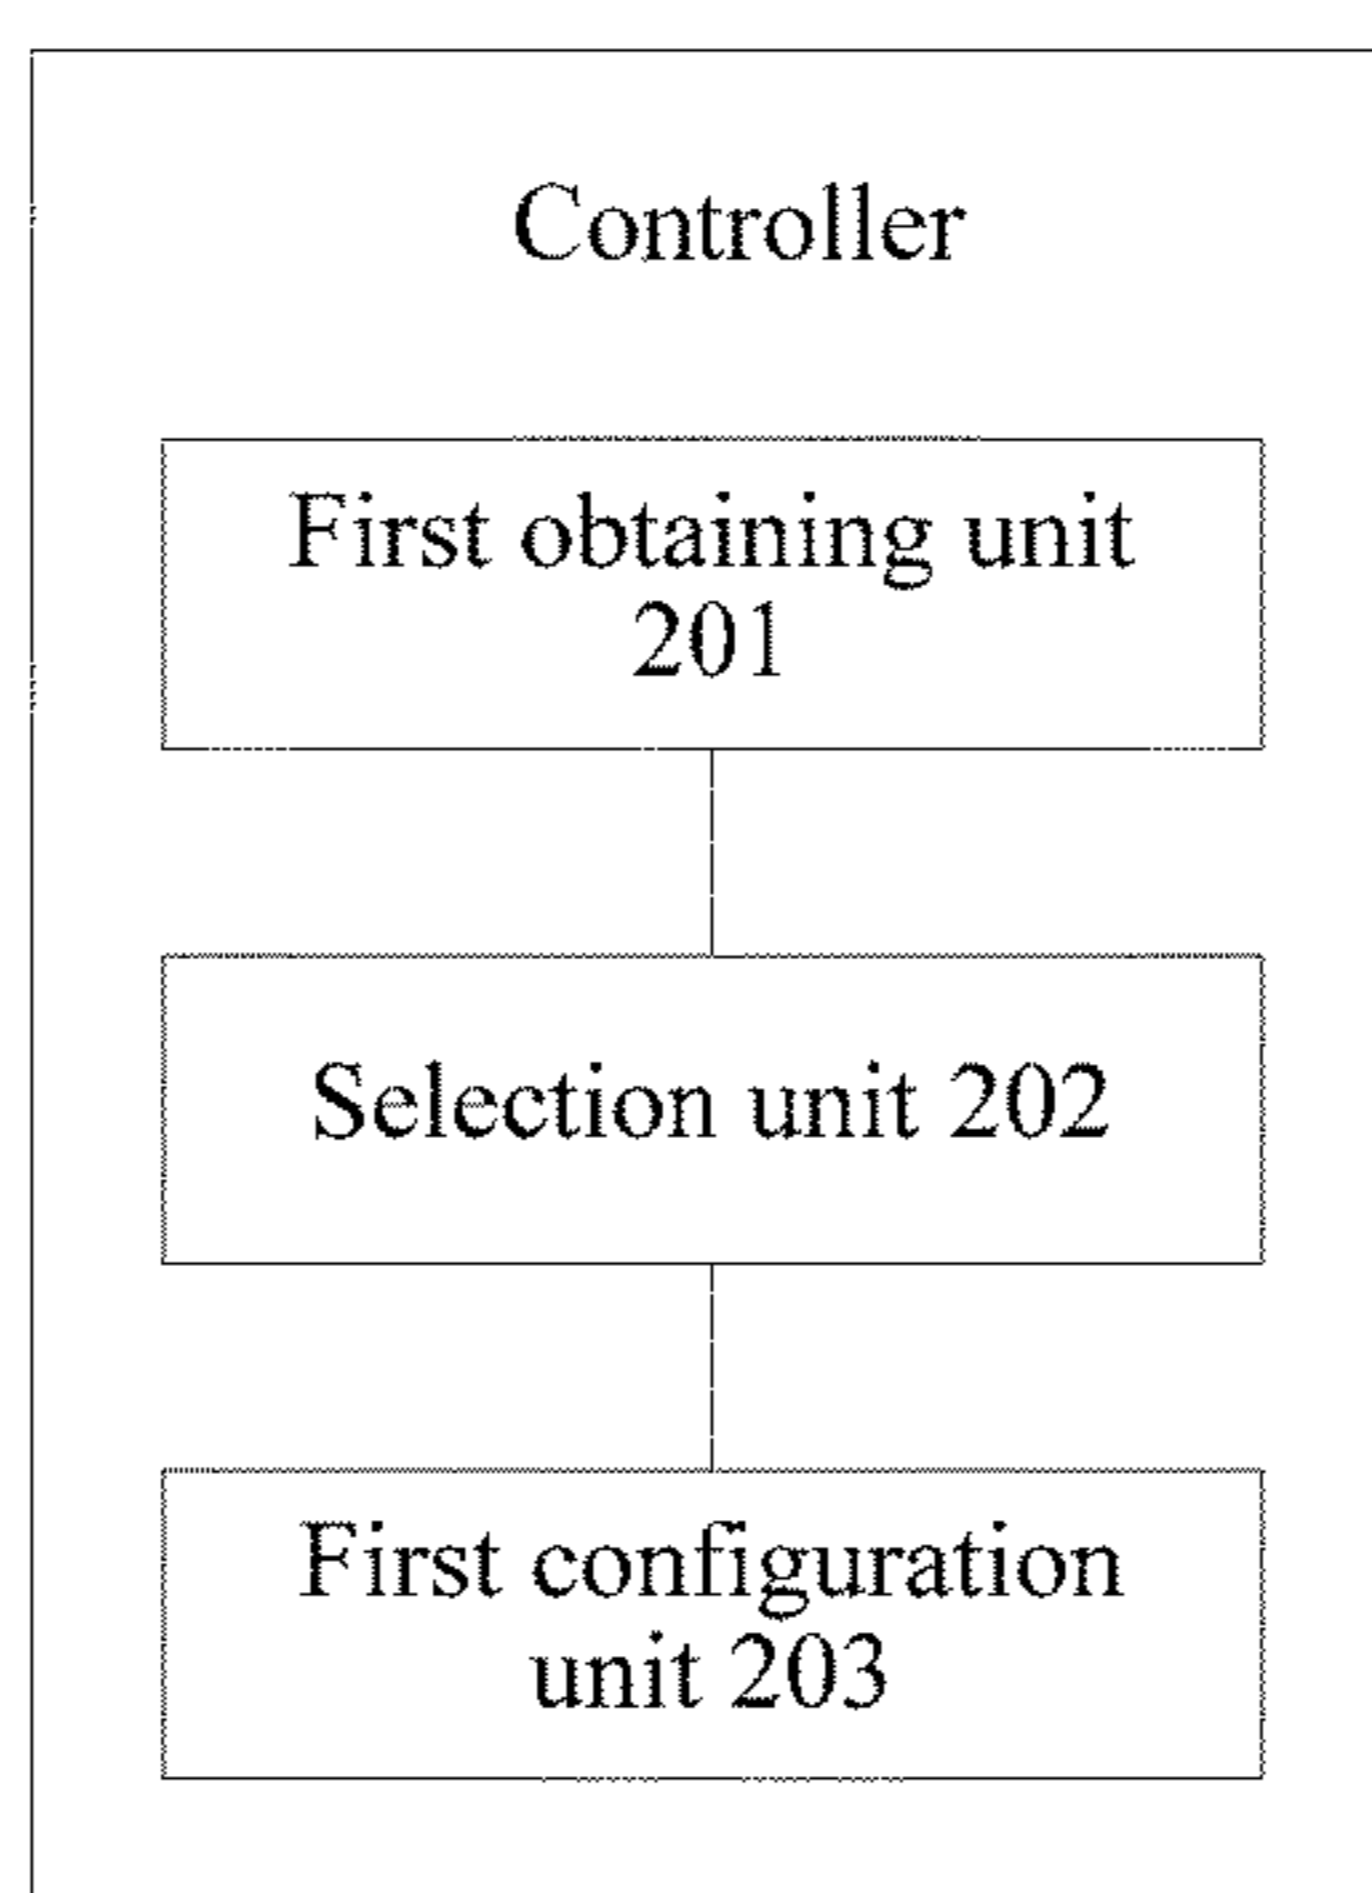 Controller
First obtaining unit
201
Selection unit 202
First configuration
unit 203